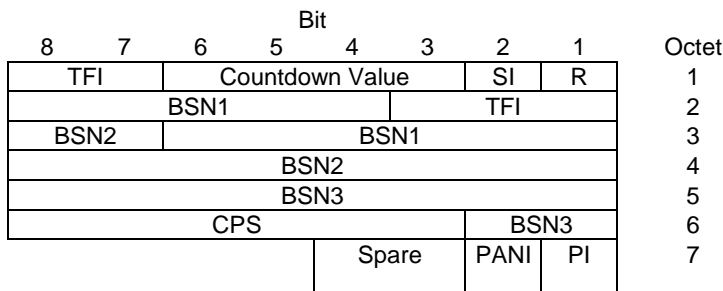 Bit
8 7 6 5 4 3 2 1 Octet
TFI Countdown Value SI R 1
BSN1 TFI 2
BSN2 BSN1 3
BSN2 4
BSN3 5
CPS BSN3 6
Spare PANI PI 7